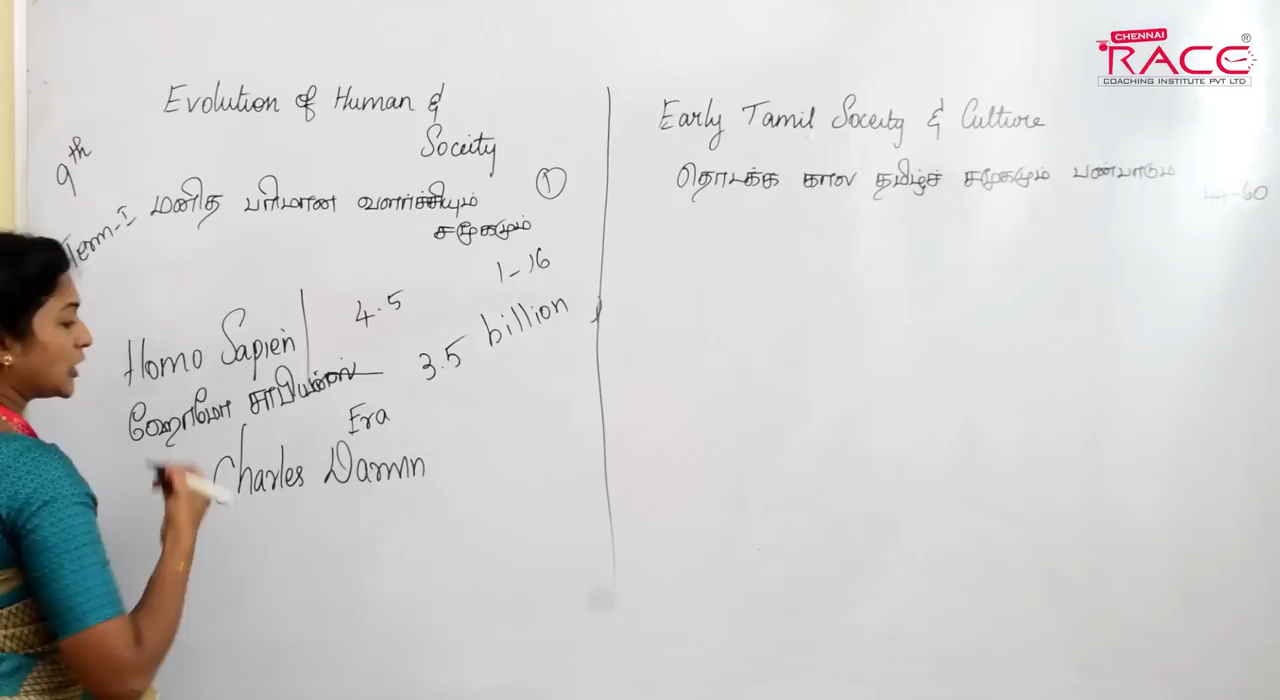 Evolution of Human &
Soceity
9th
Term-I
மனித பரிமான வளர்ச்சியும்
சமூகமும்
1
1-16
Homo Sapien
4.5
3.5 billion
ஹோமோ சாபியன்ஸ்
Era
Charles Darwin
Early Tamil Soceity & Culture
தொடக்க கால தமிழ்ச் சமூகமும் பண்பாடும்
44-60
CHENNAI
RACE
COACHING INSTITUTE PVT LTD